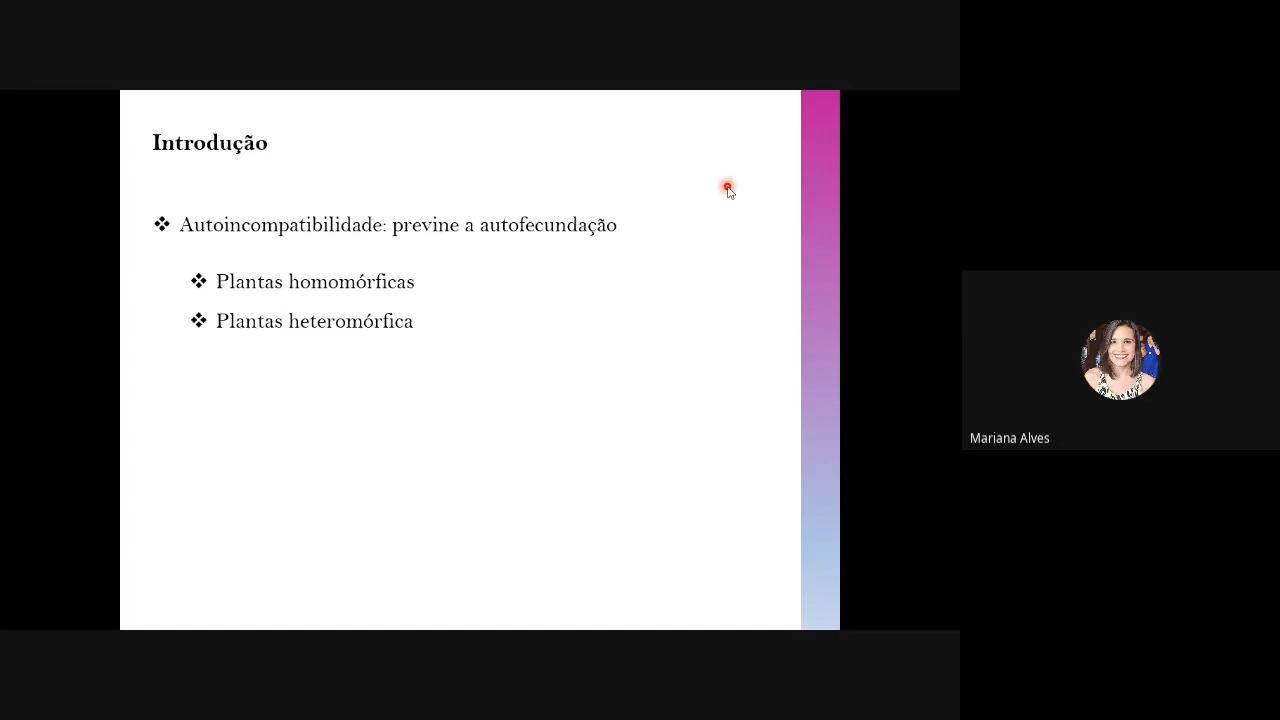 Introdução
❖ Autoincompatibilidade: previne a autofecundação
❖ Plantas homomórficas
❖ Plantas heteromórfica
Mariana Alves